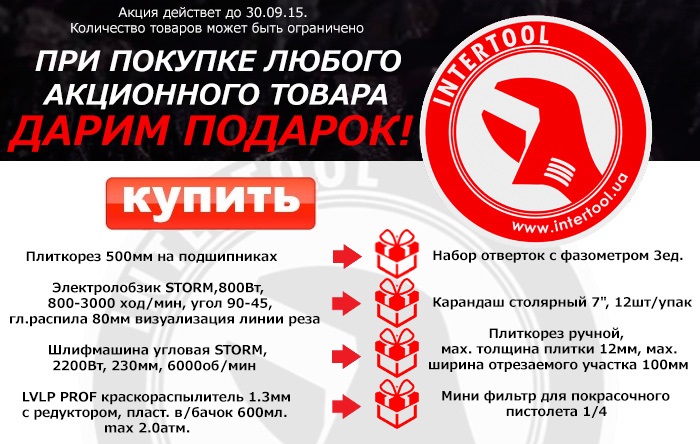 Акция действет до 30.09.15.
Количество товаров может быть ограничено
ПРИ ПОКУПКЕ ЛЮБОГО
АКЦИОННОГО ТОВАРА
ДАРИМ ПОДАРОК!
INTERTOOL
www.intertool.ua
INTERTOOL
купить
Плиткорез 500мм на подшипниках
Набор отверток с фазометром 3ед.
Электролобзик STORM,800Вт,
800-3000 ход/мин, угол 90-45,
гл.распила 80мм визуализация линии реза
Карандаш столярный 7", 12шт/упак
Шлифмашина угловая STORM,
2200Вт, 230мм, 6000об/мин
Плиткорез ручной,
мах. толщина плитки 12мм, мах.
ширина отрезаемого участка 100мм
LVLP PROF краскораспылитель 1.3мм
с редуктором, пласт. в/бачок 600мл.
max 2.0атм.
Мини фильтр для покрасочного
пистолета 1/4